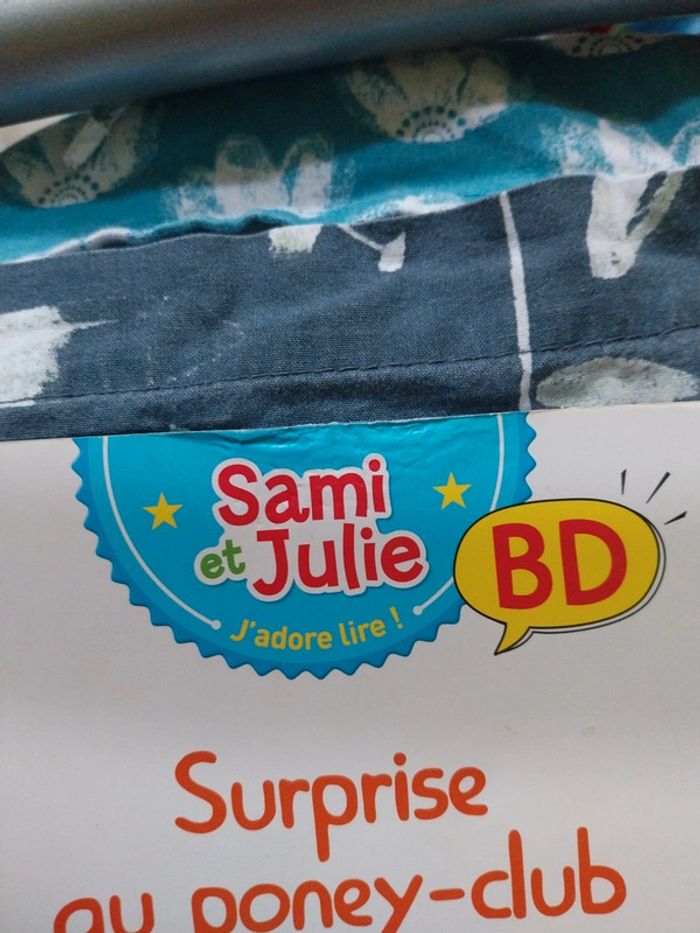 Sami
et Julie
J'adore lire !
BD
Surprise
au poney-club